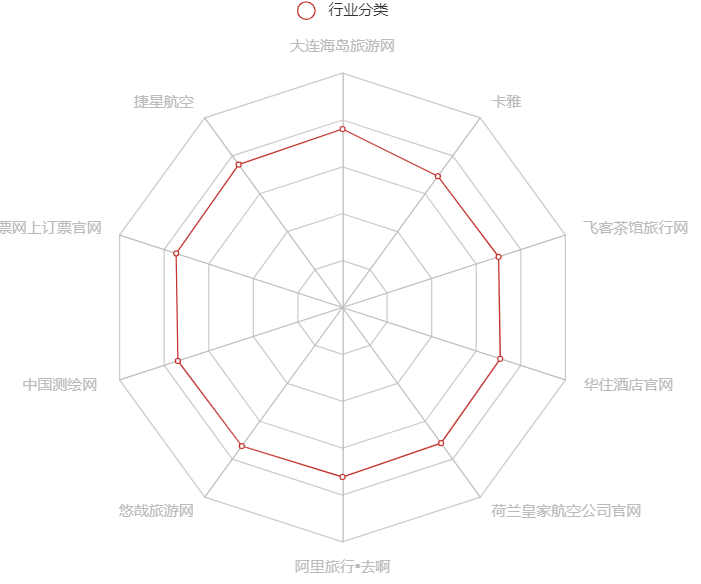 行业分类
大连海岛旅游网
捷星航空
卡雅
票网上订票官网
飞客茶馆旅行网
中国测绘网
华住酒店官网
悠哉旅游网
荷兰皇家航空公司官网
阿里旅行▪去啊